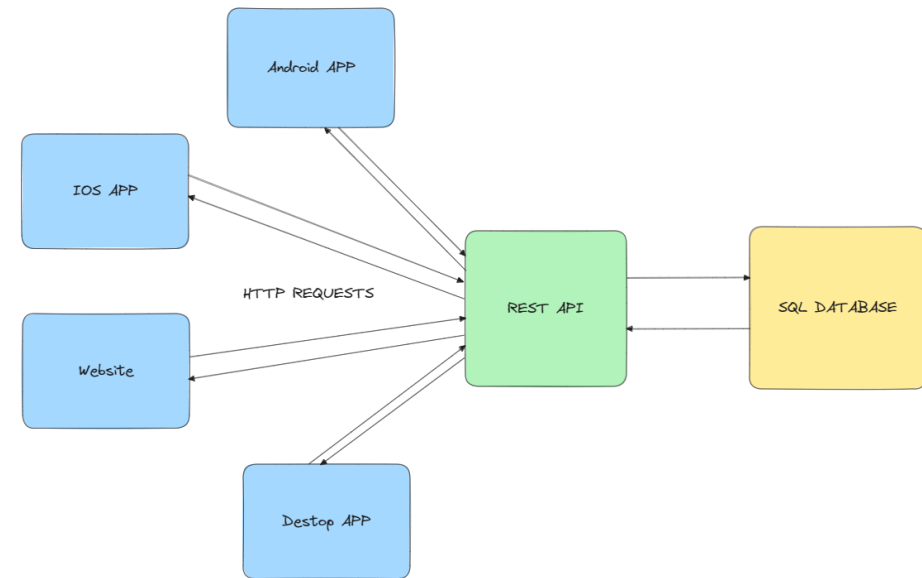 Android APP
IOS APP
HTTP REQUESTS
REST API
SQL DATABASE
Website
Destop APP